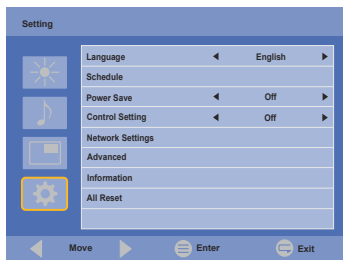 Setting
Language English
Schedule
Power Save Off
Control Setting Off
Network Settings
Advanced
Information
All Reset
Move Enter Exit